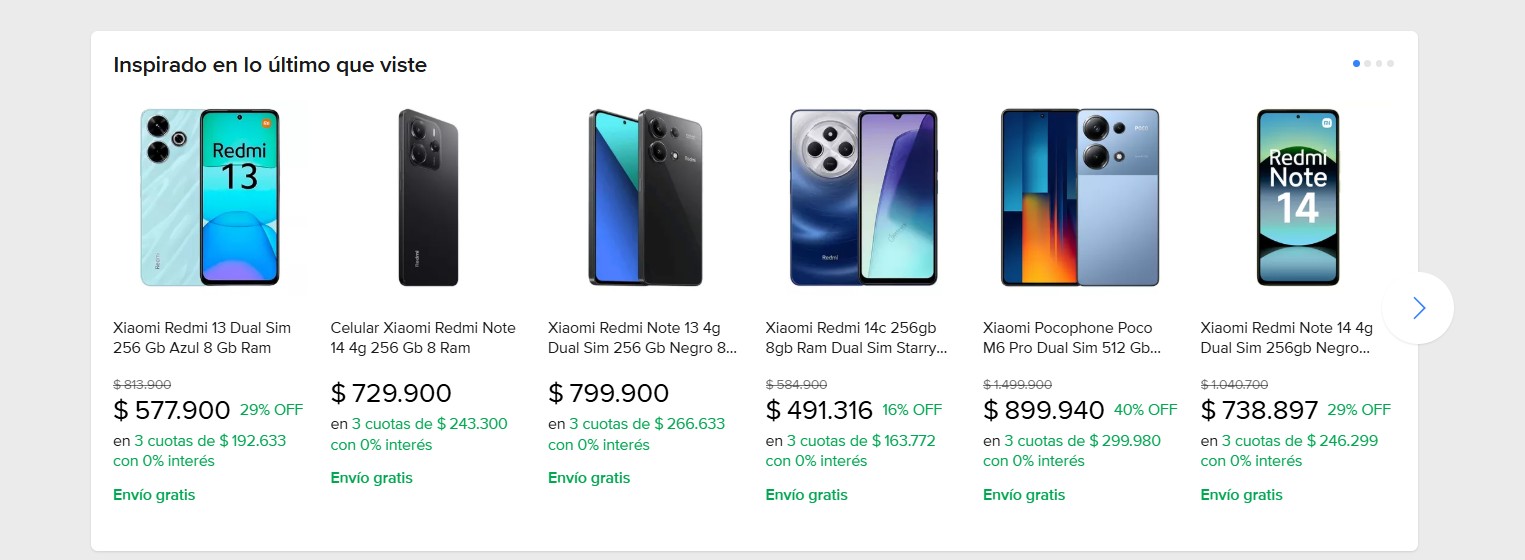 Inspirado en lo último que viste
Redmi
13
Redmi
Redmi
Redmi
Redmi
POCO
Redmi
Note
14
Xiaomi Redmi 13 Dual Sim
256 Gb Azul 8 Gb Ram
$ 813.900
$ 577.900 29% OFF
en 3 cuotas de $ 192.633
con 0% interés
Envío gratis
Celular Xiaomi Redmi Note
14 4g 256 Gb 8 Ram
$ 729.900
en 3 cuotas de $ 243.300
con 0% interés
Envío gratis
Xiaomi Redmi Note 13 4g
Dual Sim 256 Gb Negro 8...
$ 799.900
en 3 cuotas de $ 266.633
con 0% interés
Envío gratis
Xiaomi Redmi 14c 256gb
8gb Ram Dual Sim Starry...
$ 584.900
$ 491.316 16% OFF
en 3 cuotas de $ 163.772
con 0% interés
Envío gratis
Xiaomi Pocophone Poco
M6 Pro Dual Sim 512 Gb...
$ 1.499.900
$ 899.940 40% OFF
en 3 cuotas de $ 299.980
con 0% interés
Envío gratis
Xiaomi Redmi Note 14 4g
Dual Sim 256gb Negro...
$ 1.040.700
$ 738.897 29% OFF
en 3 cuotas de $ 246.299
con 0% interés
Envío gratis